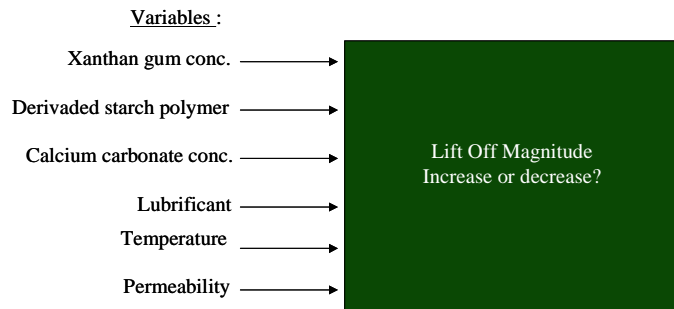 Variables :
Xanthan gum conc.
Derivaded starch polymer
Calcium carbonate conc.
Lubrificant
Temperature
Permeability
Lift Off Magnitude
Increase or decrease?